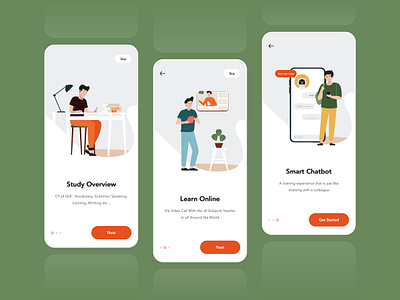 Skip
Study Overview
Of all Skill - Vocabulary, Grammer Speaking,
Listning, Writing etc...
Next
Skip
Learn Online
Via Video Call With the all Subjects Teacher
in all Around the World
Next
Smart Chatbot
A training experience that is just like
chatting with a colleague
Get Started